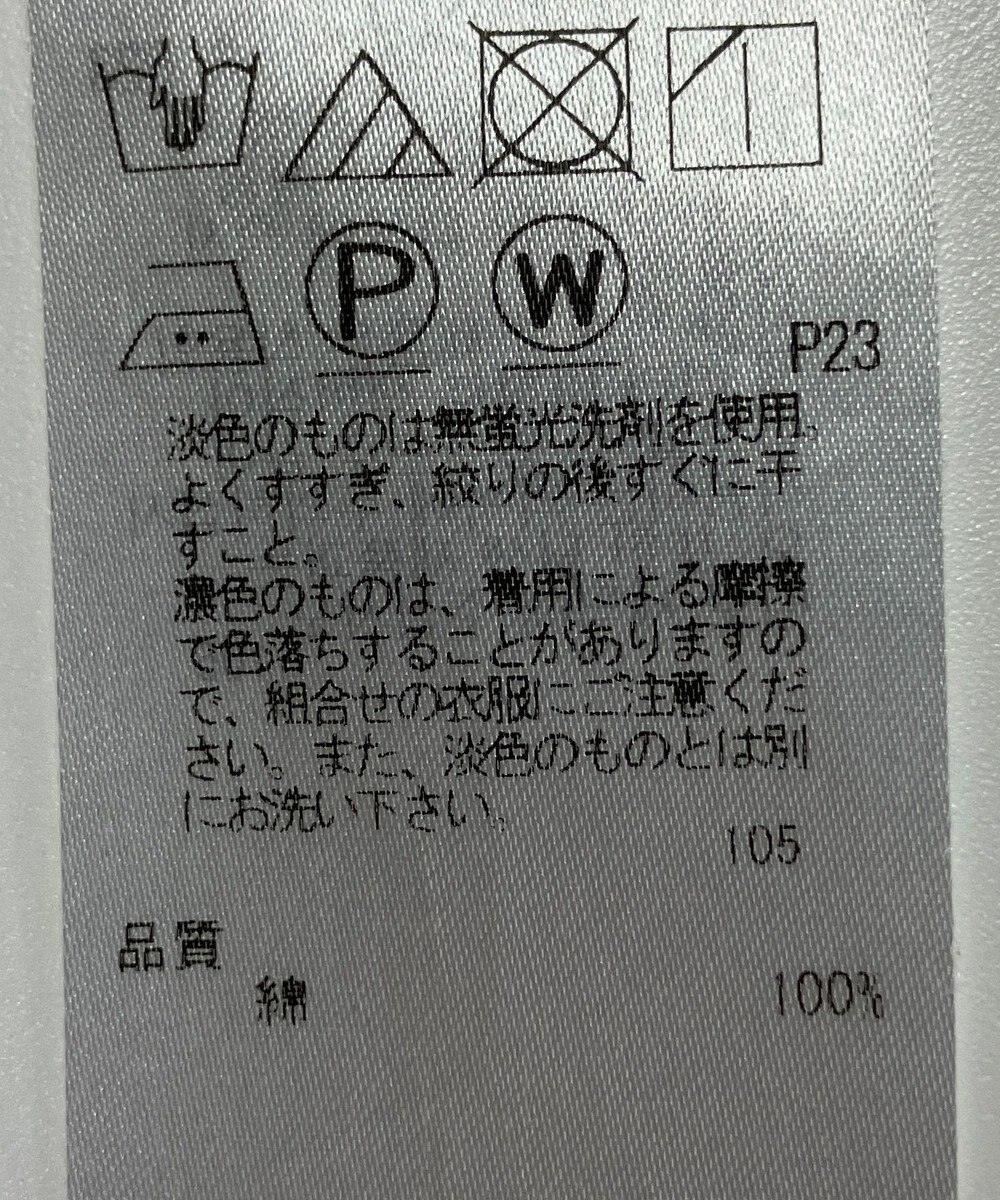 P W
P23
淡色のものは無蛍光洗剤を使用。
よくすすぎ、絞りの後すぐに干
すこと。
濃色のものは、着用による摩擦
で色落ちすることがありますの
で、組合せの衣服にご注意くだ
さい。また、淡色のものとは別
にお洗い下さい。
105
品質
綿 100%